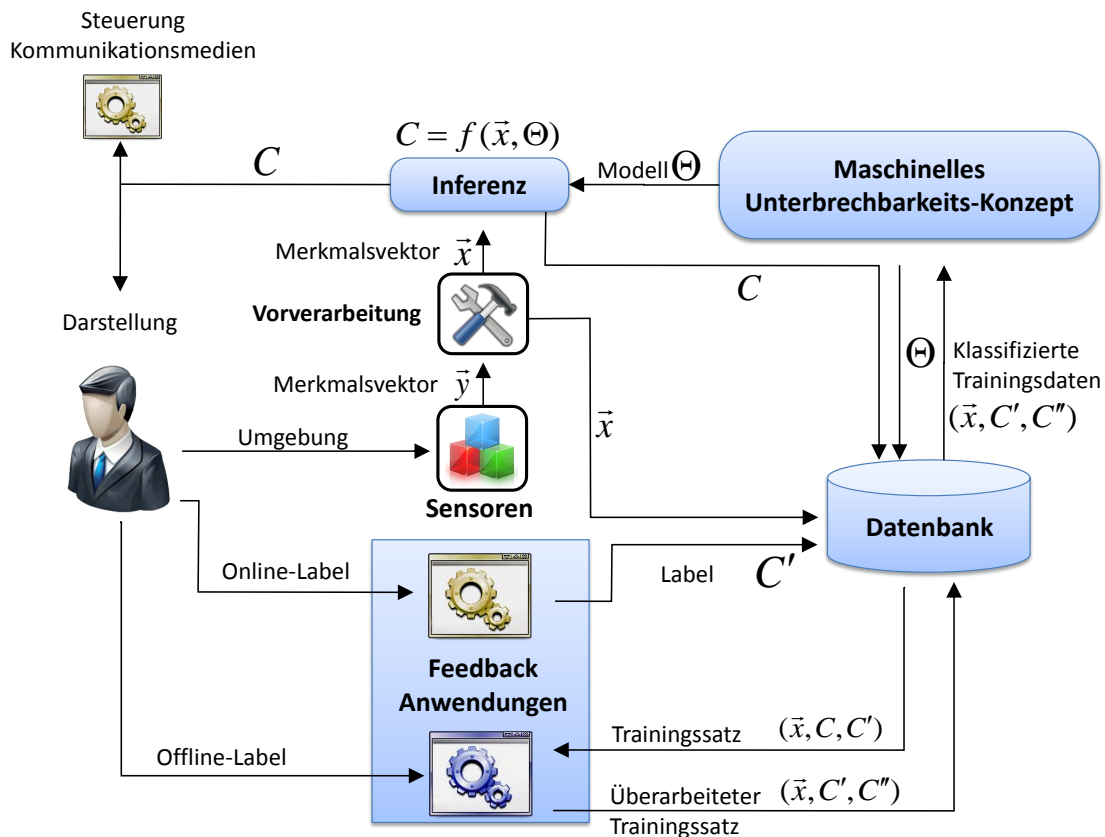 Steuerung
Kommunikationsmedien
C = f(x⃗, Θ)
C
Inferenz
Modell Θ
Maschinelles
Unterbrechbarkeits-Konzept
Merkmalsvektor x⃗
C
Vorverarbeitung
Darstellung
Θ
Klassifizierte
Trainingsdaten
(x⃗, C′, C″)
Merkmalsvektor y⃗
x⃗
Umgebung
Sensoren
Datenbank
Online-Label
Label C′
Feedback
Anwendungen
Trainingssatz (x⃗, C, C′)
Offline-Label
Überarbeiteter (x⃗, C′, C″)
Trainingssatz